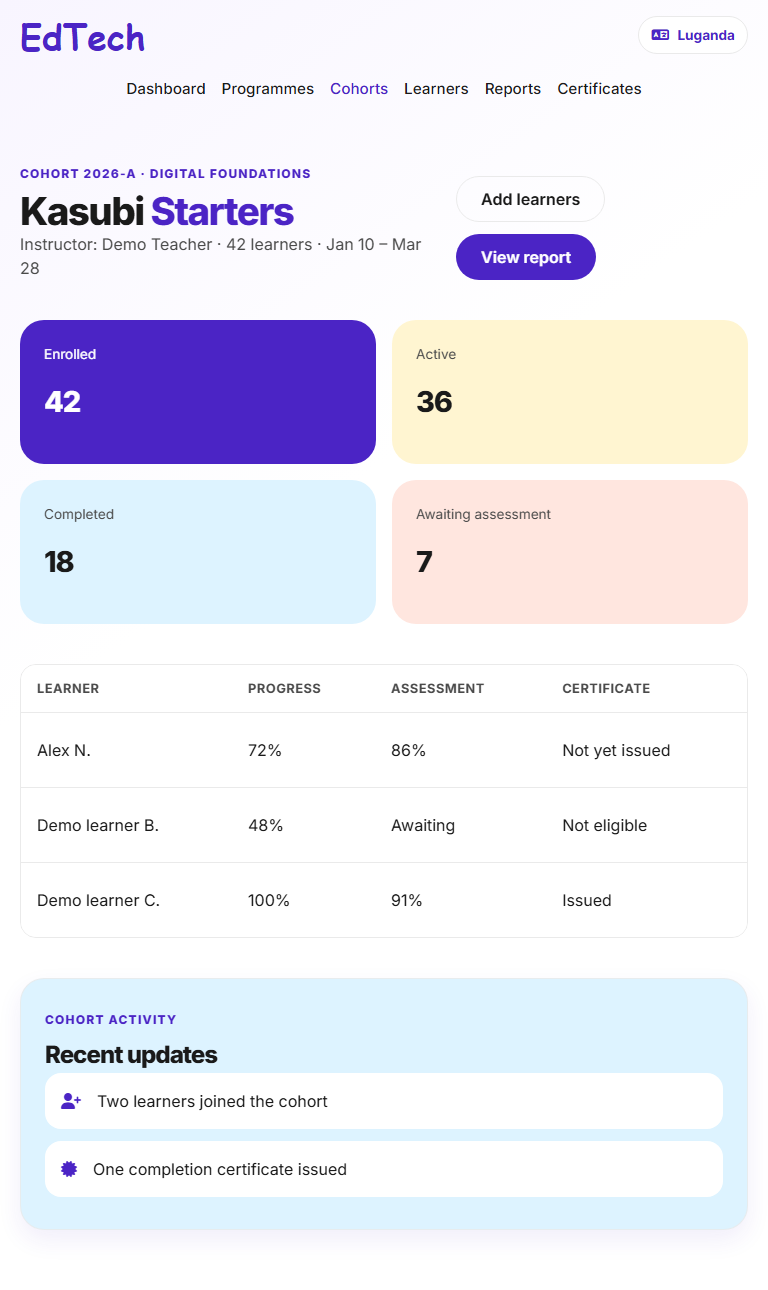 EdTech
Luganda
Dashboard Programmes Cohorts Learners Reports Certificates
COHORT 2026-A · DIGITAL FOUNDATIONS
Kasubi Starters
Instructor: Demo Teacher · 42 learners · Jan 10 – Mar
28
Add learners
View report
Enrolled
42
Active
36
Completed
18
Awaiting assessment
7
LEARNER PROGRESS ASSESSMENT CERTIFICATE
Alex N. 72% 86% Not yet issued
Demo learner B. 48% Awaiting Not eligible
Demo learner C. 100% 91% Issued
COHORT ACTIVITY
Recent updates
Two learners joined the cohort
One completion certificate issued